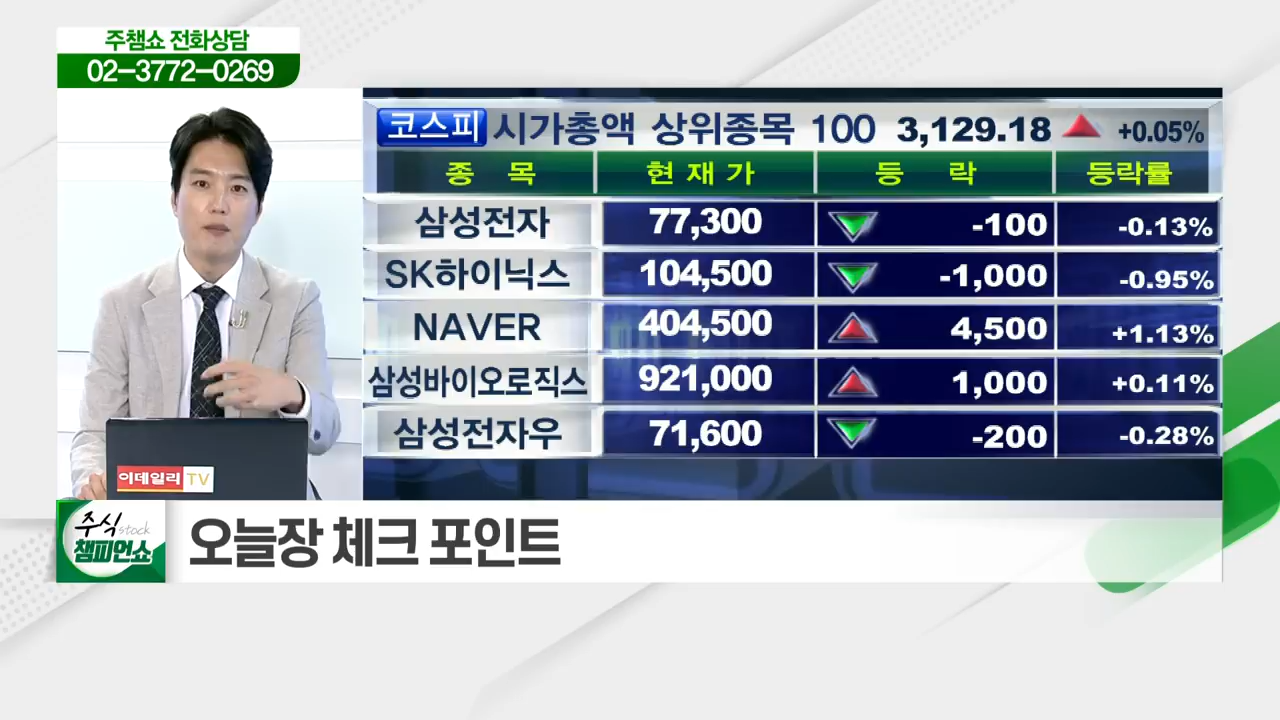 주챔쇼 전화상담
02-3772-0269
코스피 시가총액 상위종목 100 3,129.18 +0.05%
종 목 현재가 등 락 등락률
삼성전자 77,300 -100 -0.13%
SK하이닉스 104,500 -1,000 -0.95%
NAVER 404,500 4,500 +1.13%
삼성바이오로직스 921,000 1,000 +0.11%
삼성전자우 71,600 -200 -0.28%
이데일리 TV
주식 stock
챔피언쇼
오늘장 체크 포인트